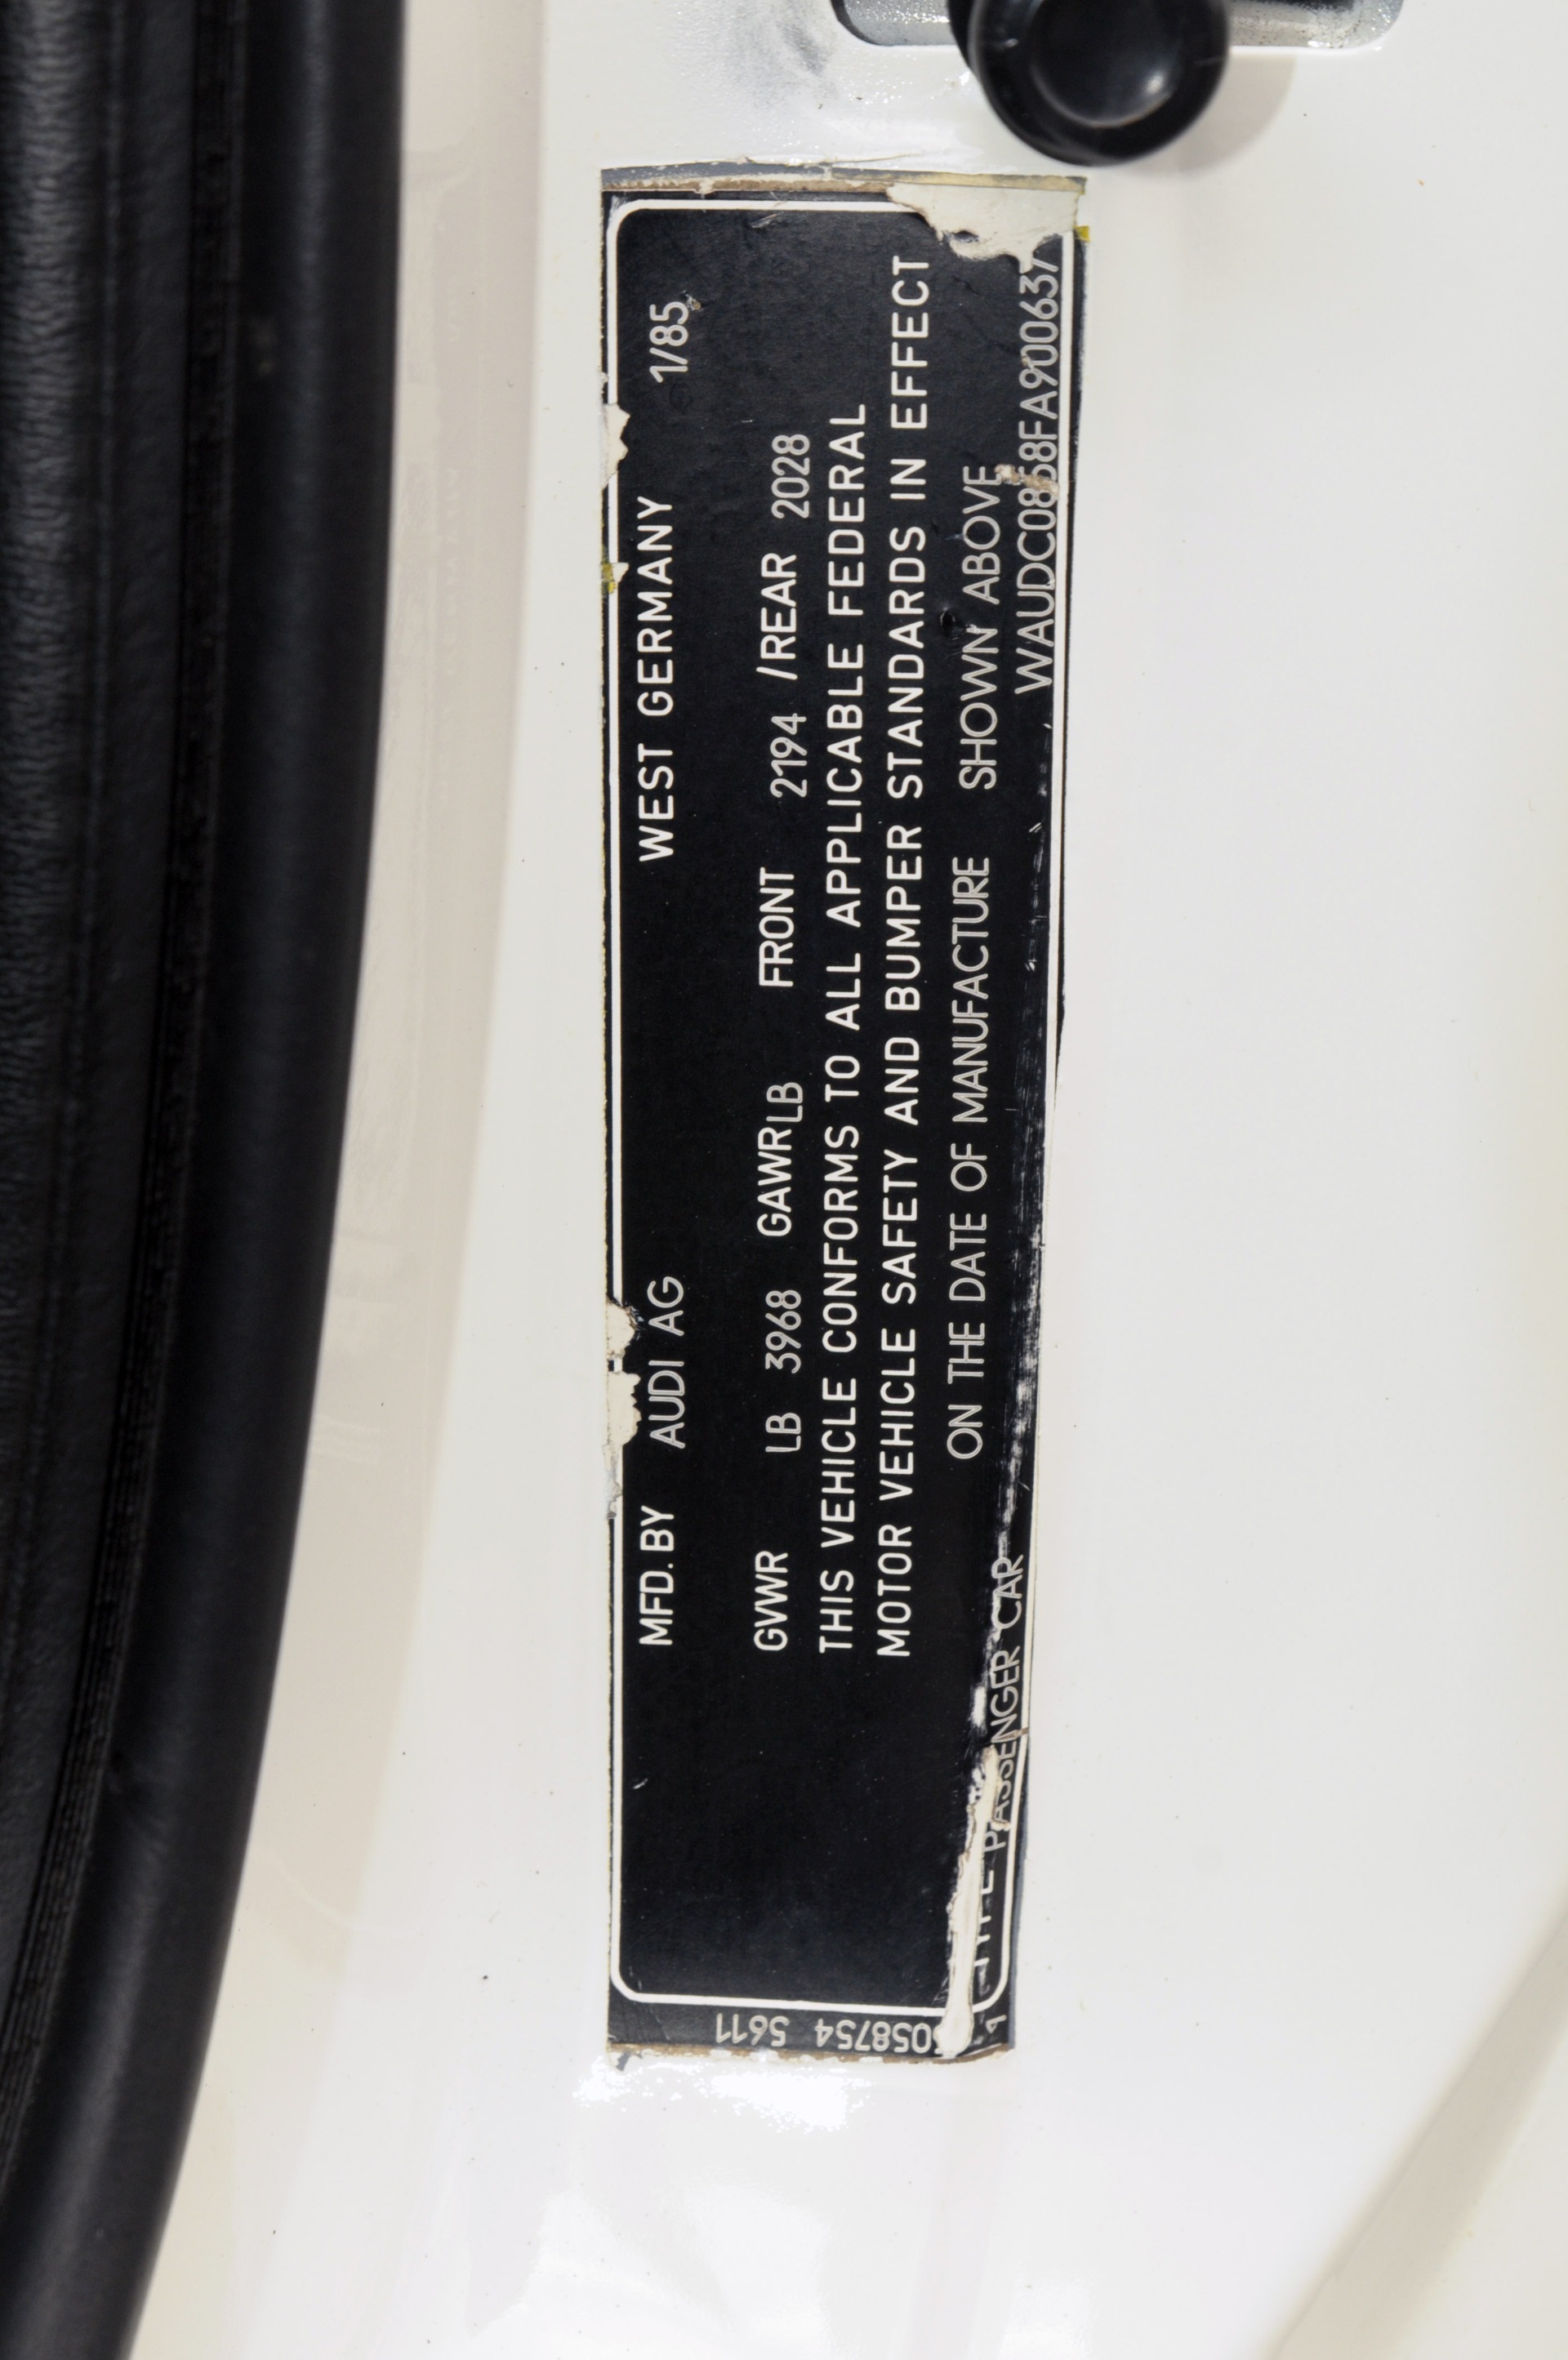 MFD.BY AUDI AG WEST GERMANY 1/85
GVWR LB 3968 GAWR LB FRONT 2194 /REAR 2028
THIS VEHICLE CONFORMS TO ALL APPLICABLE FEDERAL
MOTOR VEHICLE SAFETY AND BUMPER STANDARDS IN EFFECT
ON THE DATE OF MANUFACTURE SHOWN ABOVE
TYPE PASSENGER CAR WAUDC0858FA900637
058754 5611